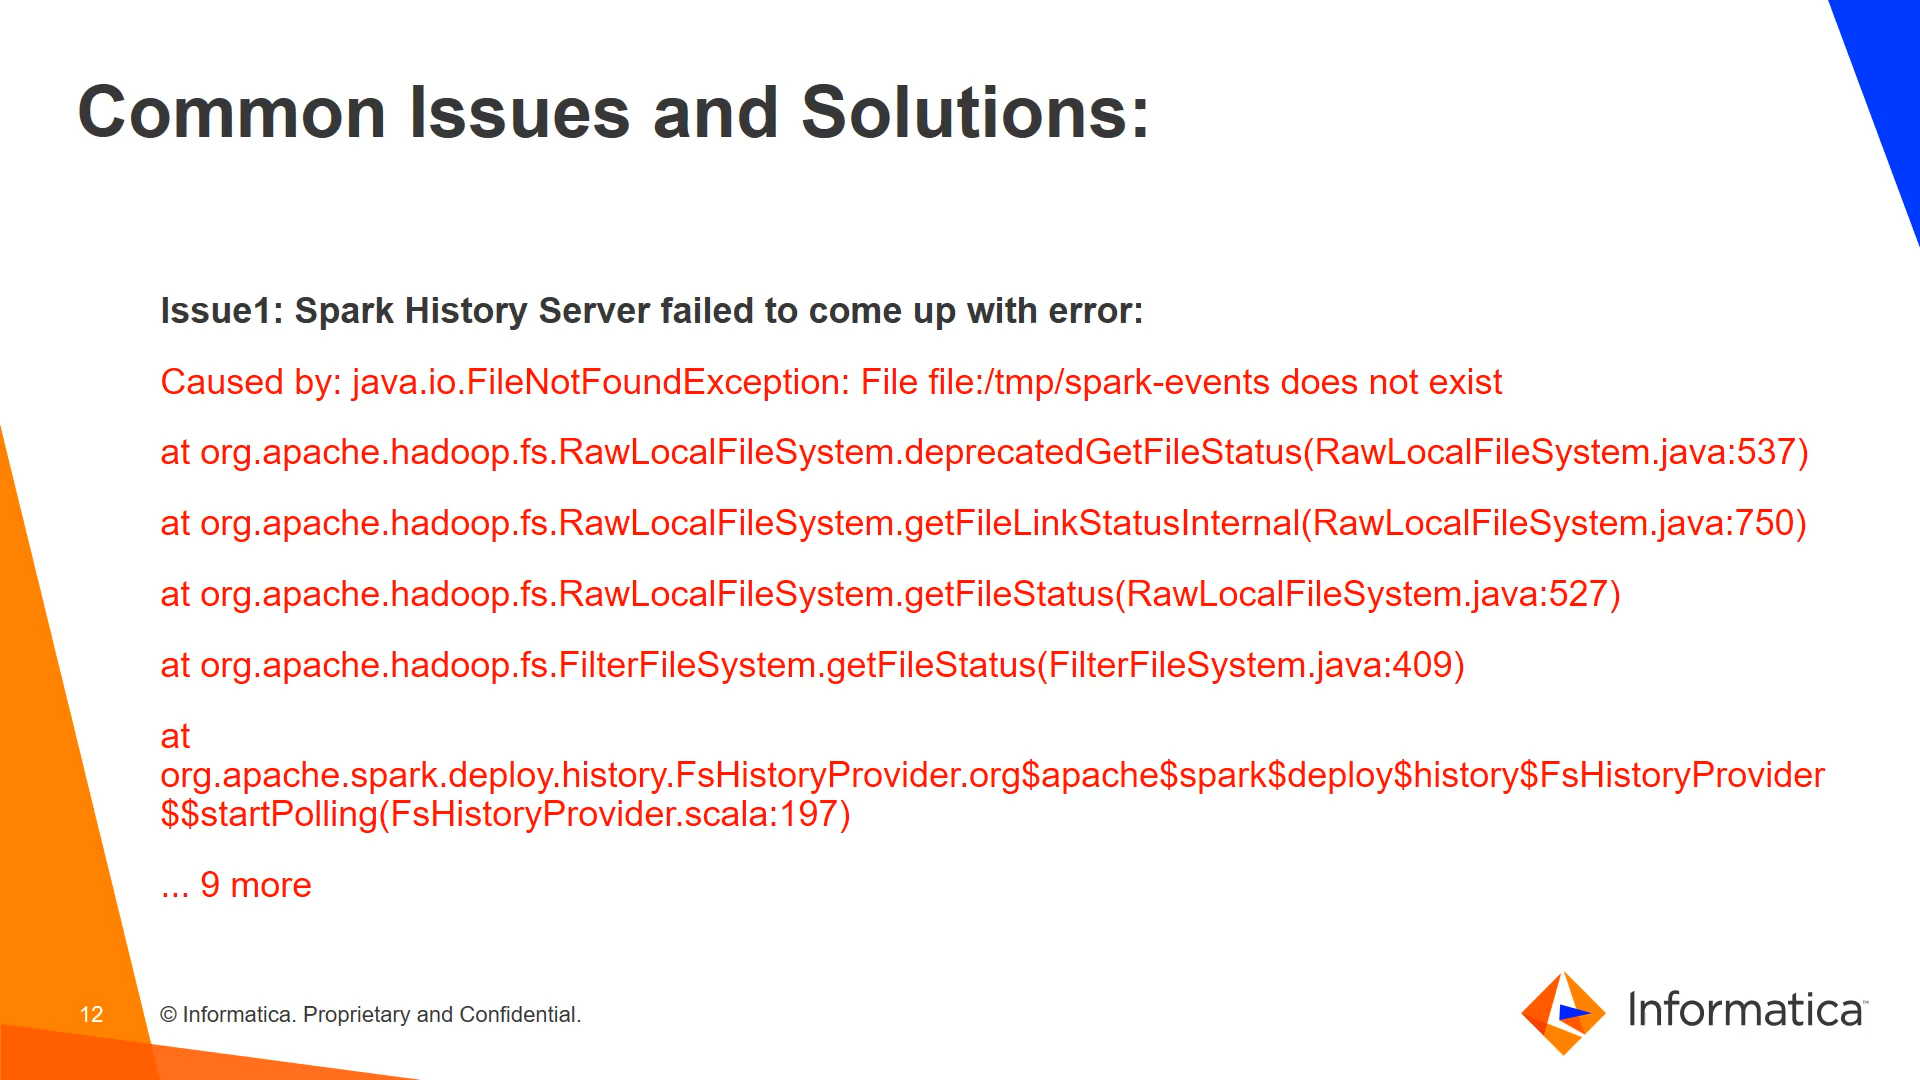 Common Issues and Solutions:
Issue1: Spark History Server failed to come up with error:
Caused by: java.io.FileNotFoundException: File file:/tmp/spark-events does not exist
at org.apache.hadoop.fs.RawLocalFileSystem.deprecatedGetFileStatus(RawLocalFileSystem.java:537)
at org.apache.hadoop.fs.RawLocalFileSystem.getFileLinkStatusInternal(RawLocalFileSystem.java:750)
at org.apache.hadoop.fs.RawLocalFileSystem.getFileStatus(RawLocalFileSystem.java:527)
at org.apache.hadoop.fs.FilterFileSystem.getFileStatus(FilterFileSystem.java:409)
at
org.apache.spark.deploy.history.FsHistoryProvider.org$apache$spark$deploy$history$FsHistoryProvider
$$startPolling(FsHistoryProvider.scala:197)
... 9 more
12
© Informatica. Proprietary and Confidential.
Informatica™